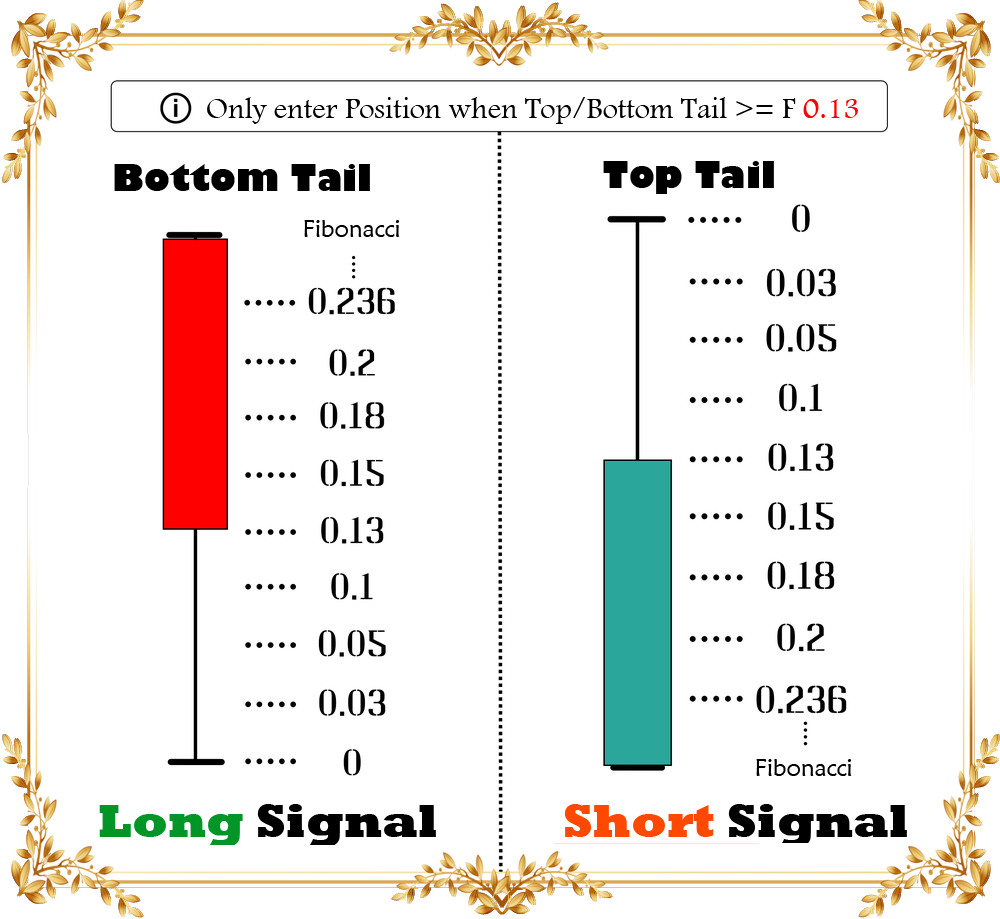 Only enter Position when Top/Bottom Tail >= F 0.13
Bottom Tail
Fibonacci
0.236
0.2
0.18
0.15
0.13
0.1
0.05
0.03
0
Long Signal
Top Tail
0
0.03
0.05
0.1
0.13
0.15
0.18
0.2
0.236
Fibonacci
Short Signal